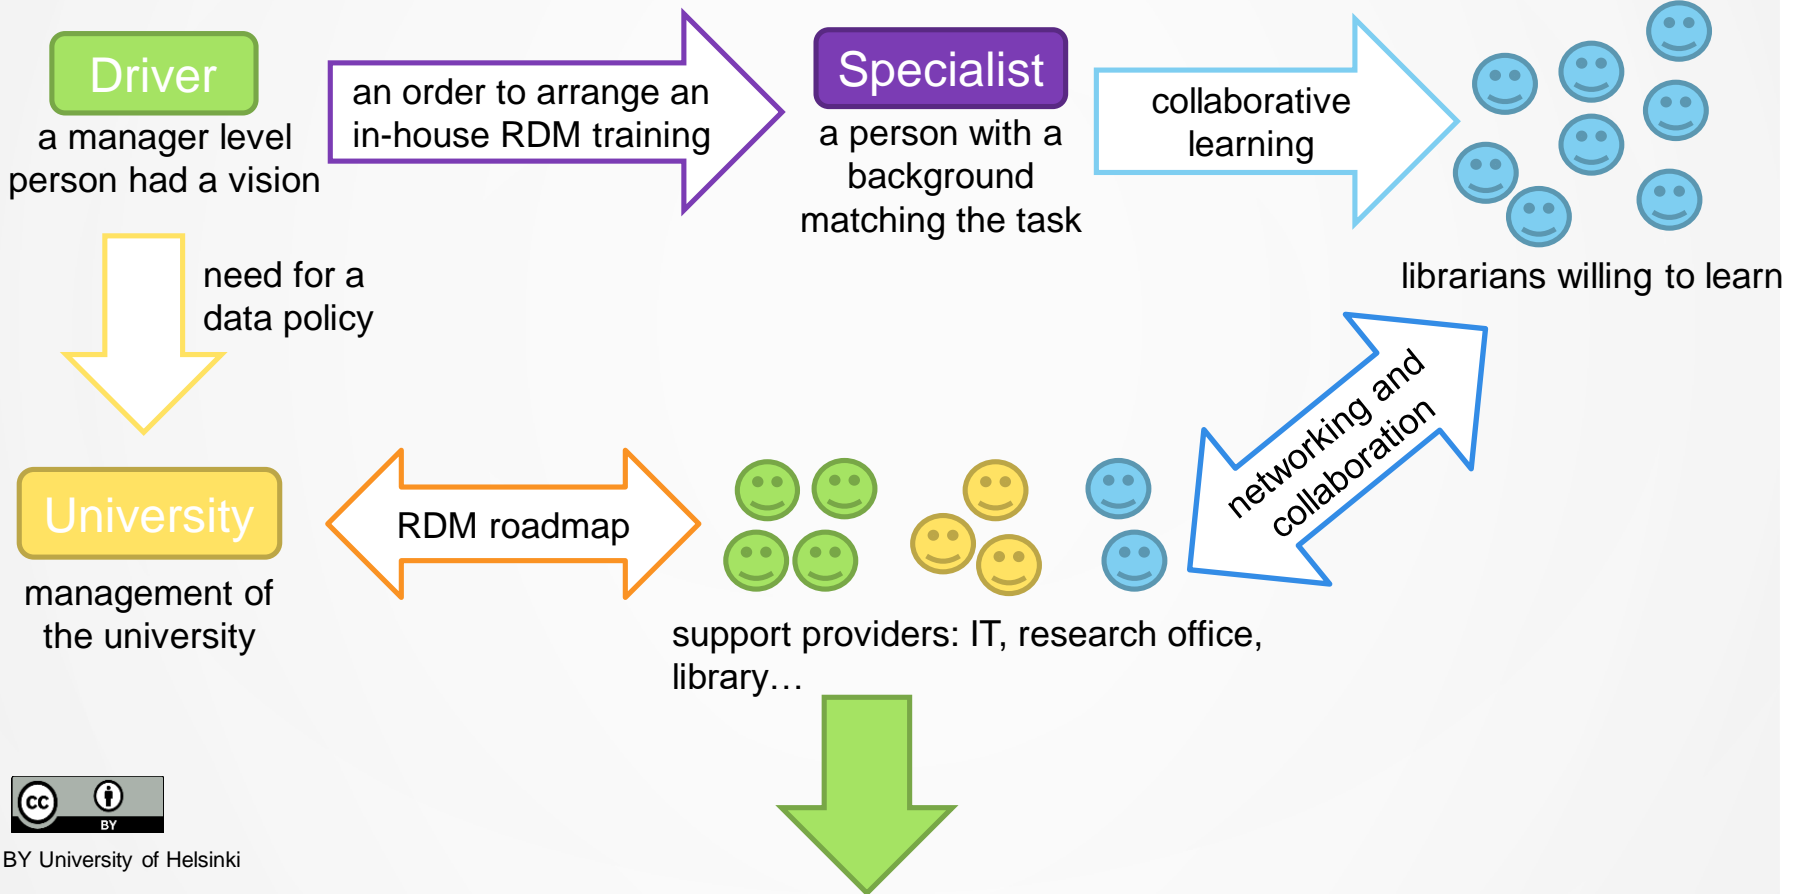 Driver
a manager level
person had a vision
an order to arrange an
in-house RDM training
Specialist
a person with a
background
matching the task
collaborative
learning
librarians willing to learn
need for a
data policy
networking and
collaboration
University
management of
the university
RDM roadmap
support providers: IT, research office,
library…
cc
BY
BY University of Helsinki